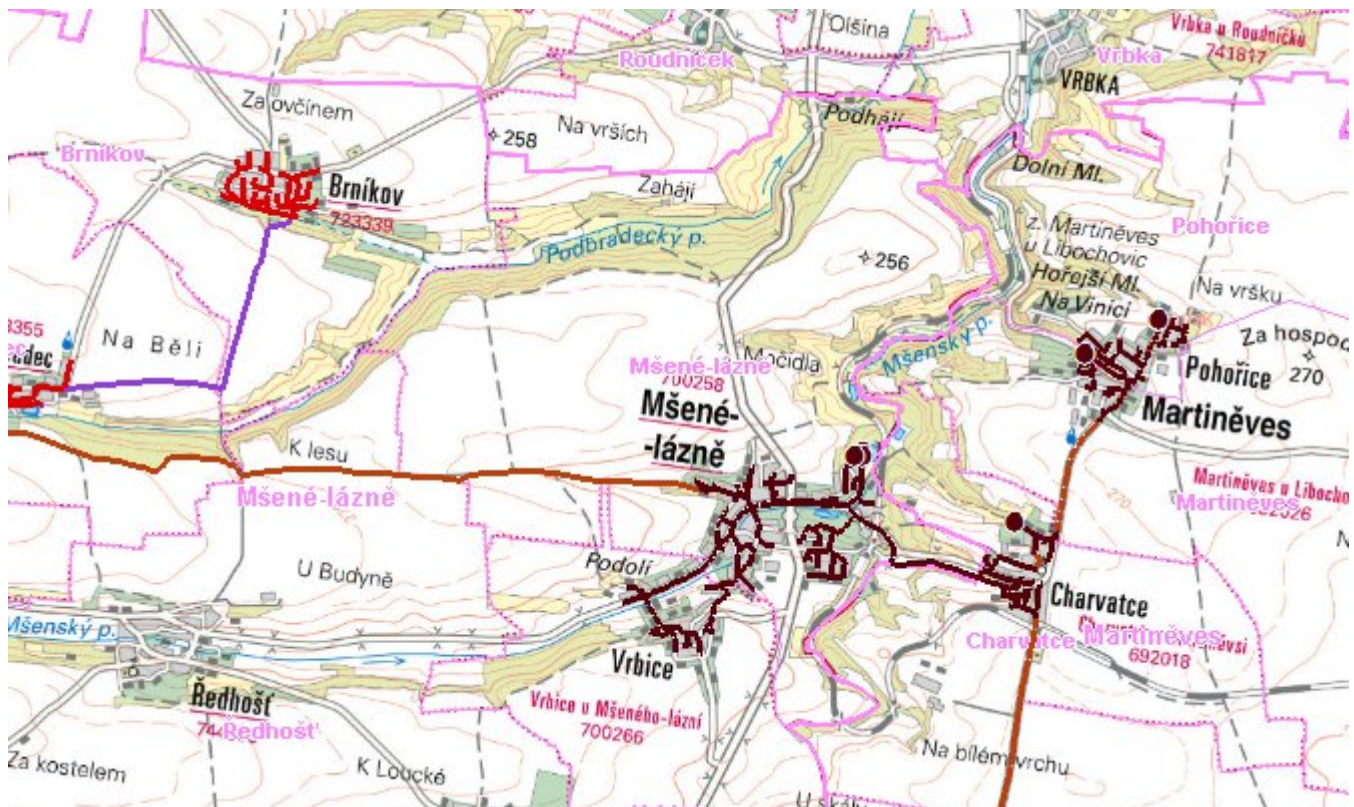 Olšina
Vrbka u Roudníčku
741817
Roudníček
Vrbka
VRBKA
Za ovčínem
Na vrších
258
Podhájí
Brníkov
Brníkov
723339
Zahájí
Dolní Ml.
Podbradecký p.
z. Martiněves
u Libochovic
Pohořice
256
Hořejší Ml.
Na Vinici
Na vršku
3355
Na Běli
Mšenský p.
Za hospod
270
Močidla
Mšené-lázně
700258
Pohořice
Mšené-
-lázně
Martiněves
K lesu
Mšené-lázně
270
Martiněves u Libocho
Martiněves
U Budyně
Podolí
Mšenský p.
Charvatce
Charvatce
Martiněves
692018
Vrbice
Ředhošť
Ředhošť
Vrbice u Mšeného-lázní
700266
Na bílém vrchu
Za kostelem
K Loucké